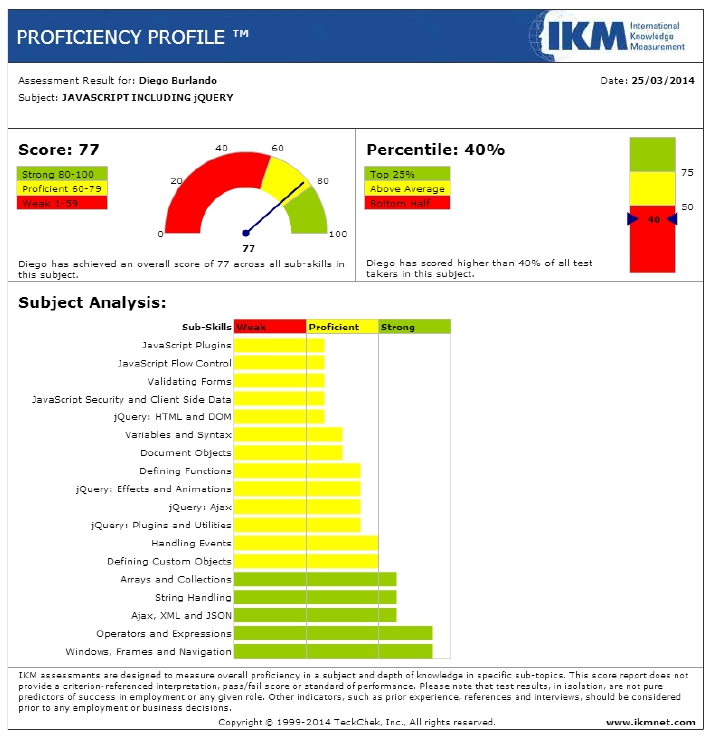 PROFICIENCY PROFILE ™
IKM International Knowledge Measurement
Assessment Result for: Diego Burlando
Date: 25/03/2014
Subject: JAVASCRIPT INCLUDING jQUERY
Score: 77
Strong 80-100
Proficient 60-79
Weak 1-59
0
20
40
60
80
100
77
Diego has achieved an overall score of 77 across all sub-skills in
this subject.
Percentile: 40%
Top 25%
Above Average
Bottom Half
75
50
40
Diego has scored higher than 40% of all test
takers in this subject.
Subject Analysis:
Sub-Skills Weak Proficient Strong
JavaScript Plugins
JavaScript Flow Control
Validating Forms
JavaScript Security and Client Side Data
jQuery: HTML and DOM
Variables and Syntax
Document Objects
Defining Functions
jQuery: Effects and Animations
jQuery: Ajax
jQuery: Plugins and Utilities
Handling Events
Defining Custom Objects
Arrays and Collections
String Handling
Ajax, XML and JSON
Operators and Expressions
Windows, Frames and Navigation
IKM assessments are designed to measure overall proficiency in a subject and depth of knowledge in specific sub-topics. This score report does not
provide a criterion-referenced interpretation, pass/fail score or standard of performance. Please note that test results, in isolation, are not pure
predictors of success in employment or any given role. Other indicators, such as prior experience, references and interviews, should be considered
prior to any employment or business decisions.
Copyright © 1999-2014 TeckChek, Inc., All rights reserved.
www.ikmnet.com